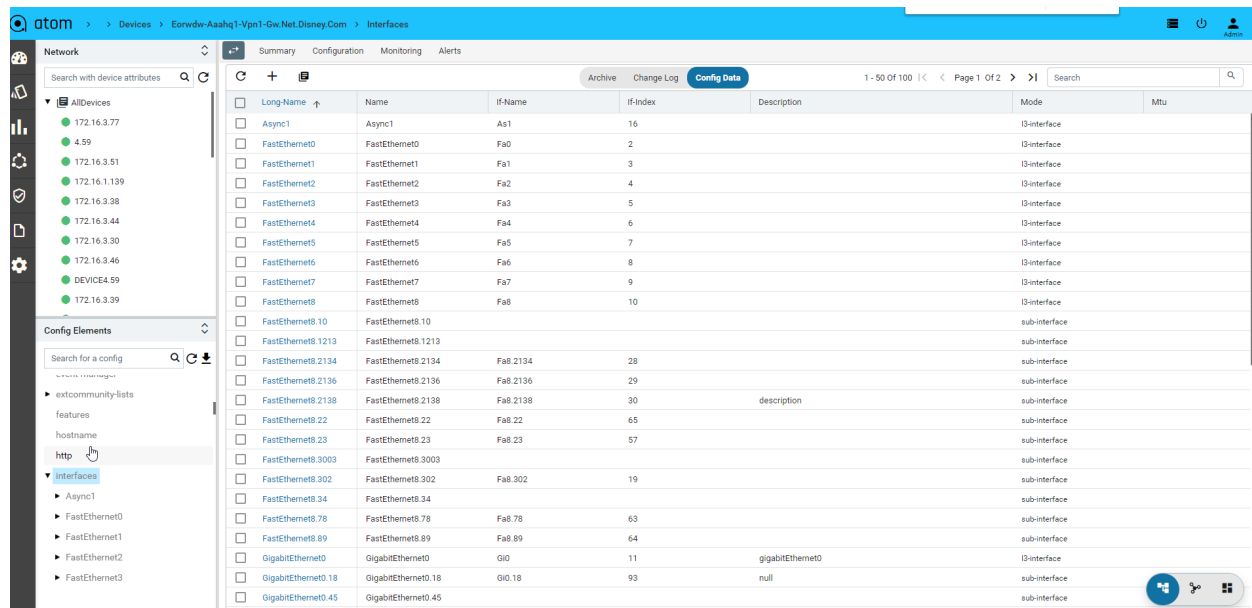 atom > > Devices > Eorwdw-Aaahq1-Vpn1-Gw.Net.Disney.Com > Interfaces
Admin
Network
Search with device attributes
AllDevices
172.16.3.77
4.59
172.16.3.51
172.16.1.139
172.16.3.38
172.16.3.44
172.16.3.30
172.16.3.46
DEVICE4.59
172.16.3.39
Config Elements
Search for a config
extcommunity-lists
features
hostname
http
interfaces
Async1
FastEthernet0
FastEthernet1
FastEthernet2
FastEthernet3
Summary Configuration Monitoring Alerts
Archive Change Log Config Data 1 - 50 Of 100 |< < Page 1 Of 2 > >| Search
Long-Name Name If-Name If-Index Description Mode Mtu
Async1 Async1 As1 16 l3-interface
FastEthernet0 FastEthernet0 Fa0 2 l3-interface
FastEthernet1 FastEthernet1 Fa1 3 l3-interface
FastEthernet2 FastEthernet2 Fa2 4 l3-interface
FastEthernet3 FastEthernet3 Fa3 5 l3-interface
FastEthernet4 FastEthernet4 Fa4 6 l3-interface
FastEthernet5 FastEthernet5 Fa5 7 l3-interface
FastEthernet6 FastEthernet6 Fa6 8 l3-interface
FastEthernet7 FastEthernet7 Fa7 9 l3-interface
FastEthernet8 FastEthernet8 Fa8 10 l3-interface
FastEthernet8.10 FastEthernet8.10 sub-interface
FastEthernet8.1213 FastEthernet8.1213 sub-interface
FastEthernet8.2134 FastEthernet8.2134 Fa8.2134 28 sub-interface
FastEthernet8.2136 FastEthernet8.2136 Fa8.2136 29 sub-interface
FastEthernet8.2138 FastEthernet8.2138 Fa8.2138 30 description sub-interface
FastEthernet8.22 FastEthernet8.22 Fa8.22 65 sub-interface
FastEthernet8.23 FastEthernet8.23 Fa8.23 57 sub-interface
FastEthernet8.3003 FastEthernet8.3003 sub-interface
FastEthernet8.302 FastEthernet8.302 Fa8.302 19 sub-interface
FastEthernet8.34 FastEthernet8.34 sub-interface
FastEthernet8.78 FastEthernet8.78 Fa8.78 63 sub-interface
FastEthernet8.89 FastEthernet8.89 Fa8.89 64 sub-interface
GigabitEthernet0 GigabitEthernet0 Gi0 11 gigabitEthernet0 l3-interface
GigabitEthernet0.18 GigabitEthernet0.18 Gi0.18 93 null sub-interface
GigabitEthernet0.45 GigabitEthernet0.45 sub-interface